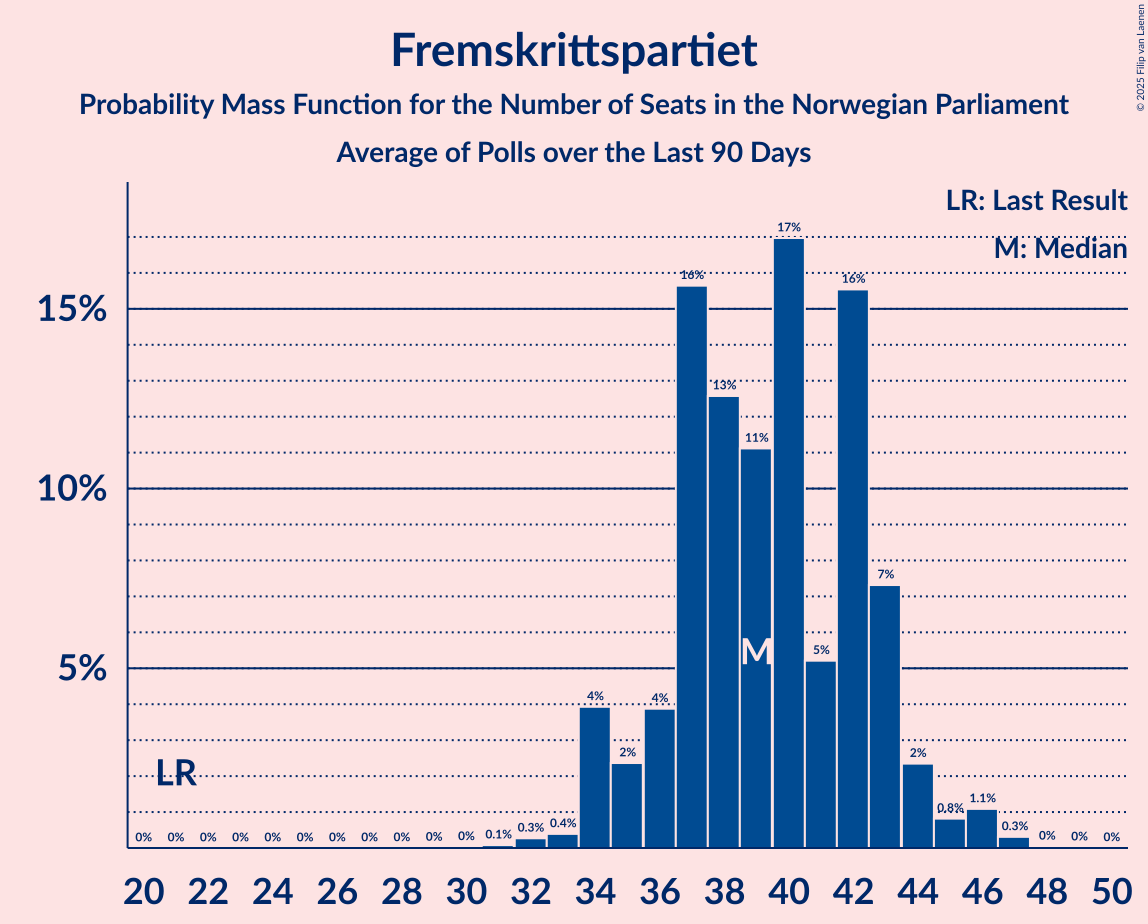 Fremskrittspartiet
Probability Mass Function for the Number of Seats in the Norwegian Parliament
Average of Polls over the Last 90 Days
© 2025 Filip van Laenen
LR: Last Result
M: Median
15%
10%
5%
0% 0% 0% 0% 0% 0% 0% 0% 0% 0% 0% 0.1% 0.3% 0.4% 4% 2% 4% 16% 13% 11% 17% 5% 16% 7% 2% 0.8% 1.1% 0.3% 0% 0% 0%
LR
M
20 22 24 26 28 30 32 34 36 38 40 42 44 46 48 50